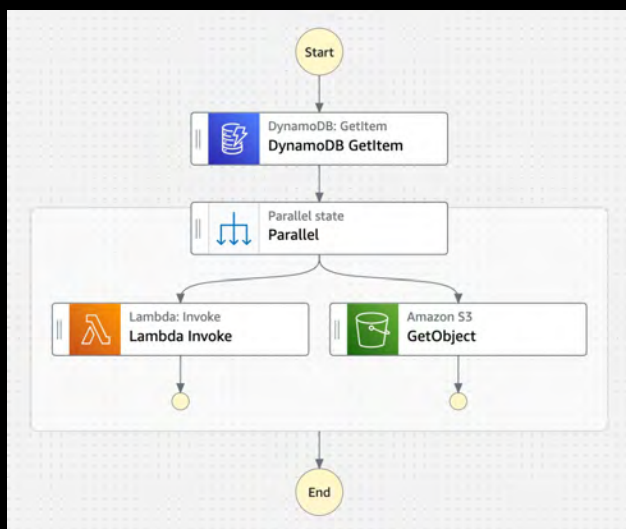 Start
DynamoDB: GetItem
DynamoDB GetItem
Parallel state
Parallel
Lambda: Invoke
Lambda Invoke
Amazon S3
GetObject
End